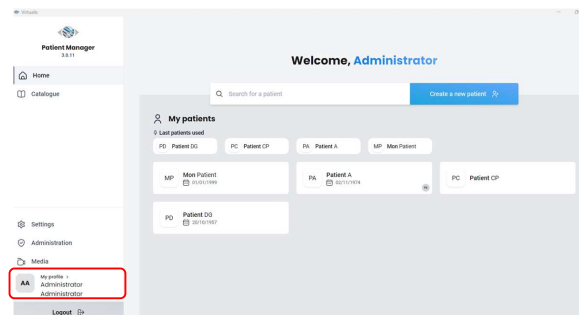 Virtualis
Patient Manager
3.0.11
Home
Catalogue
Settings
Administration
Media
My profile >
AA
Administrator
Administrator
Logout
Welcome, Administrator
Search for a patient
Create a new patient
My patients
Last patients used
PD Patient DG
PC Patient CP
PA Patient A
MP Mon Patient
MP
Mon Patient
01/01/1999
PA
Patient A
02/11/1974
PC Patient CP
PD
Patient DG
20/10/1987